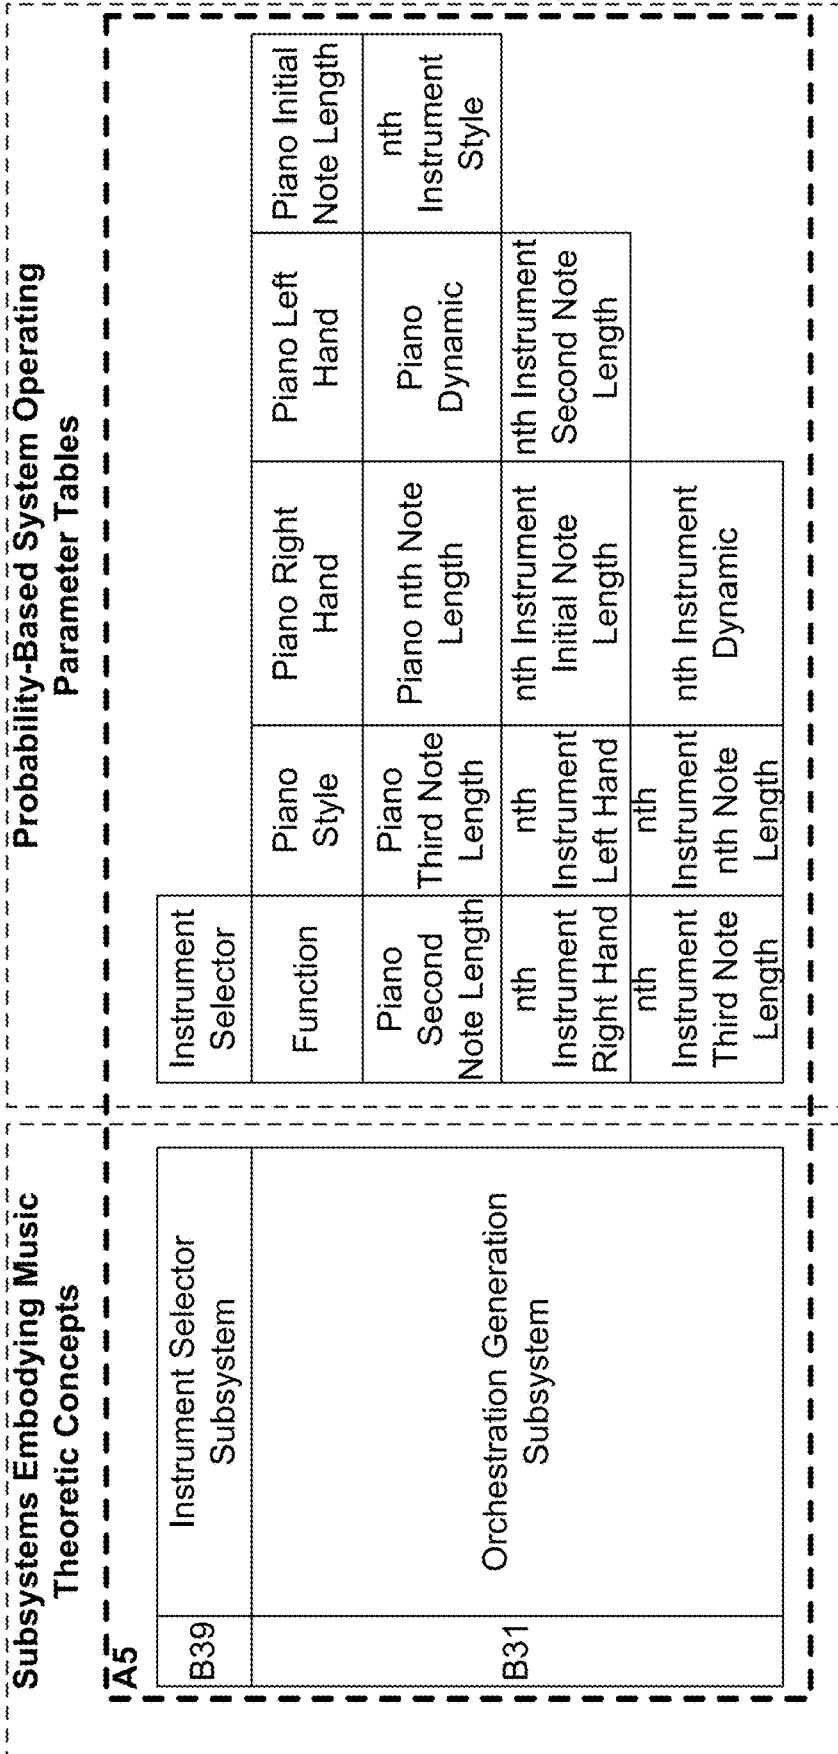 Subsystems Embodying Music
Theoretic Concepts
Probability-Based System Operating
Parameter Tables
A5
B39
Instrument Selector
Subsystem
Instrument
Selector
B31
Orchestration Generation
Subsystem
Function
Piano
Style
Piano Right
Hand
Piano Left
Hand
Piano Initial
Note Length
Piano
Second
Note Length
Piano
Third Note
Length
Piano nth Note
Length
Piano
Dynamic
nth
Instrument
Style
nth
Instrument
Right Hand
nth
Instrument
Left Hand
nth Instrument
Initial Note
Length
nth Instrument
Second Note
Length
nth
Instrument
Third Note
Length
nth
Instrument
nth Note
Length
nth Instrument
Dynamic